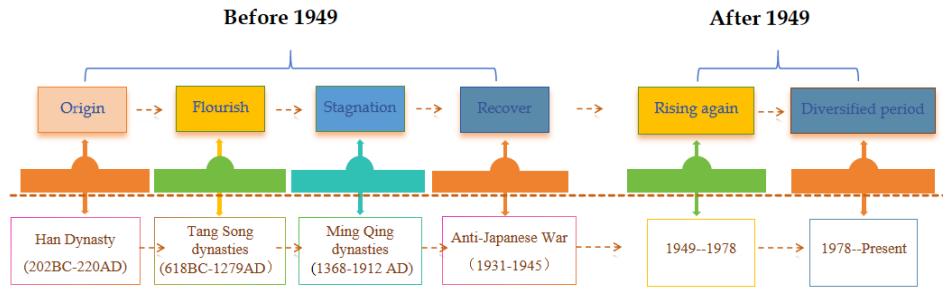 Before 1949
After 1949
Origin
Flourish
Stagnation
Recover
Rising again
Diversified period
Han Dynasty
(202BC-220AD)
Tang Song
dynasties
(618BC-1279AD）
Ming Qing
dynasties
(1368-1912 AD)
Anti-Japanese War
（1931-1945）
1949--1978
1978--Present